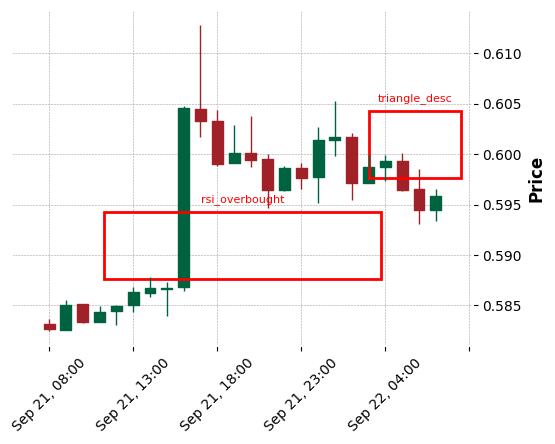 0.610
0.605
triangle_desc
0.600
Price
0.595
rsi_overbought
0.590
0.585
Sep 21, 08:00
Sep 21, 13:00
Sep 21, 18:00
Sep 21, 23:00
Sep 22, 04:00